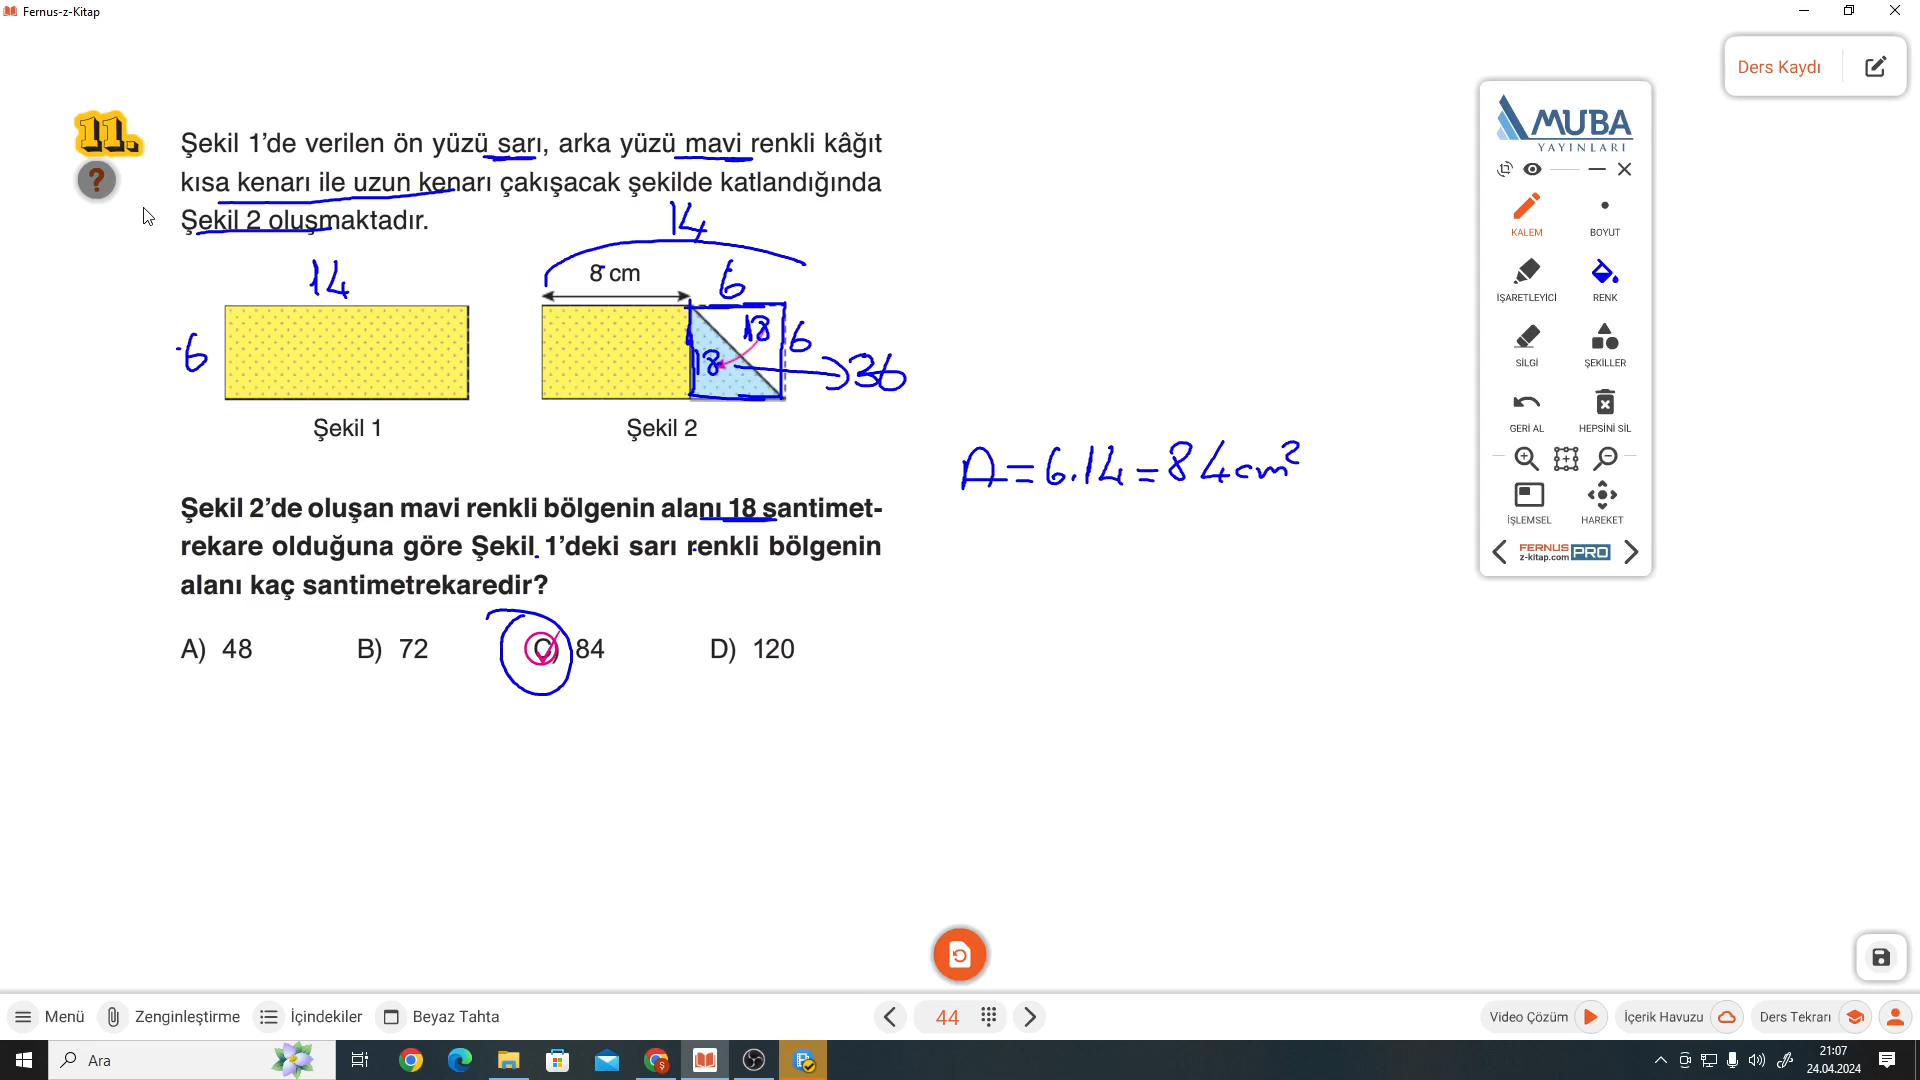 Fernus-z-Kitap
Ders Kaydı
11.
?
Şekil 1’de verilen ön yüzü sarı, arka yüzü mavi renkli kâğıt
kısa kenarı ile uzun kenarı çakışacak şekilde katlandığında
Şekil 2 oluşmaktadır.
14
14
8 cm
6
6
18
6
18
36
Şekil 1
Şekil 2
A=6.14=84cm²
Şekil 2’de oluşan mavi renkli bölgenin alanı 18 santimet-
rekare olduğuna göre Şekil 1’deki sarı renkli bölgenin
alanı kaç santimetrekaredir?
A) 48
B) 72
C) 84
D) 120
MUBA
YAYINLARI
KALEM
BOYUT
İŞARETLEYİCİ
RENK
SİLGİ
ŞEKİLLER
GERİ AL
HEPSİNİ SİL
İŞLEMSEL
HAREKET
FERNUS
z-kitap.com
PRO
Menü
Zenginleştirme
İçindekiler
Beyaz Tahta
44
Video Çözüm
İçerik Havuzu
Ders Tekrarı
Ara
21:07
24.04.2024